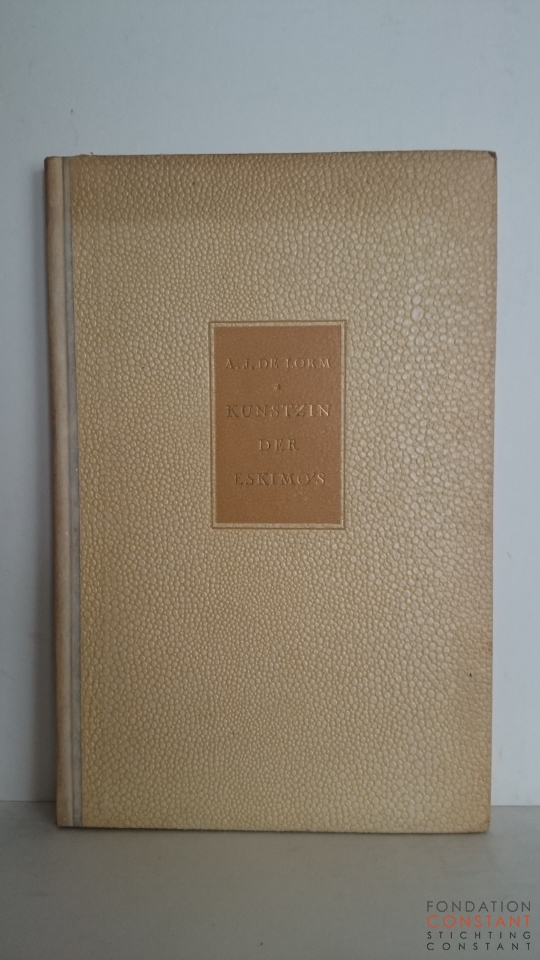 A. J. DE LORM
KUNSTZIN
DER
ESKIMO'S
FONDATION
CONSTANT
STICHTING
CONSTANT